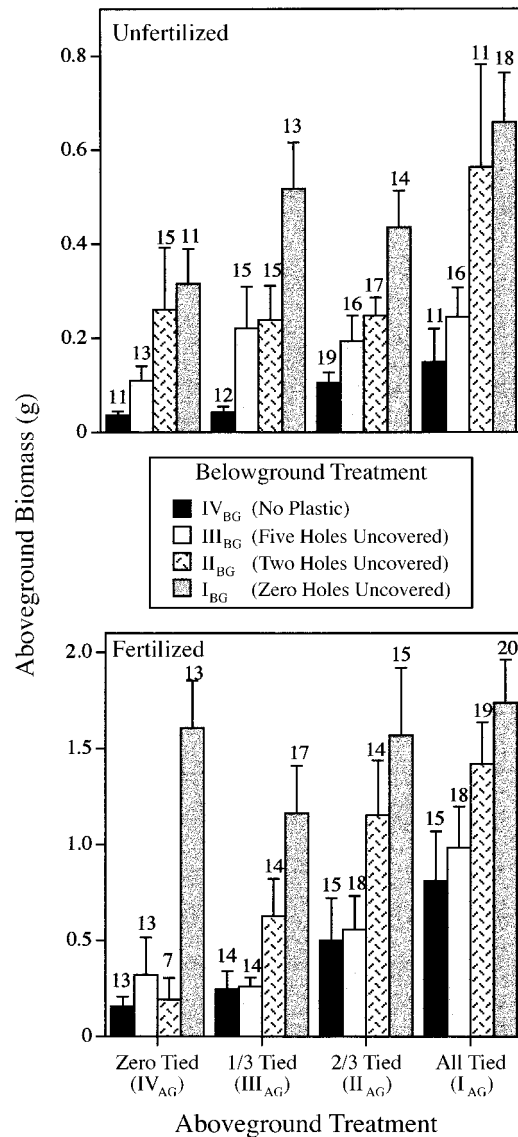 Aboveground Biomass (g)
Unfertilized
0.8
0.6
0.4
0.2
0
11 13 15 11
12 15 15 13
19 16 17 14
11 16 11 18
Belowground Treatment
IV_BG (No Plastic)
III_BG (Five Holes Uncovered)
II_BG (Two Holes Uncovered)
I_BG (Zero Holes Uncovered)
Fertilized
2.0
1.5
1.0
0.5
0
13 13 7 13
14 14 14 17
15 18 14 15
15 18 19 20
Zero Tied 1/3 Tied 2/3 Tied All Tied
(IV_AG) (III_AG) (II_AG) (I_AG)
Aboveground Treatment